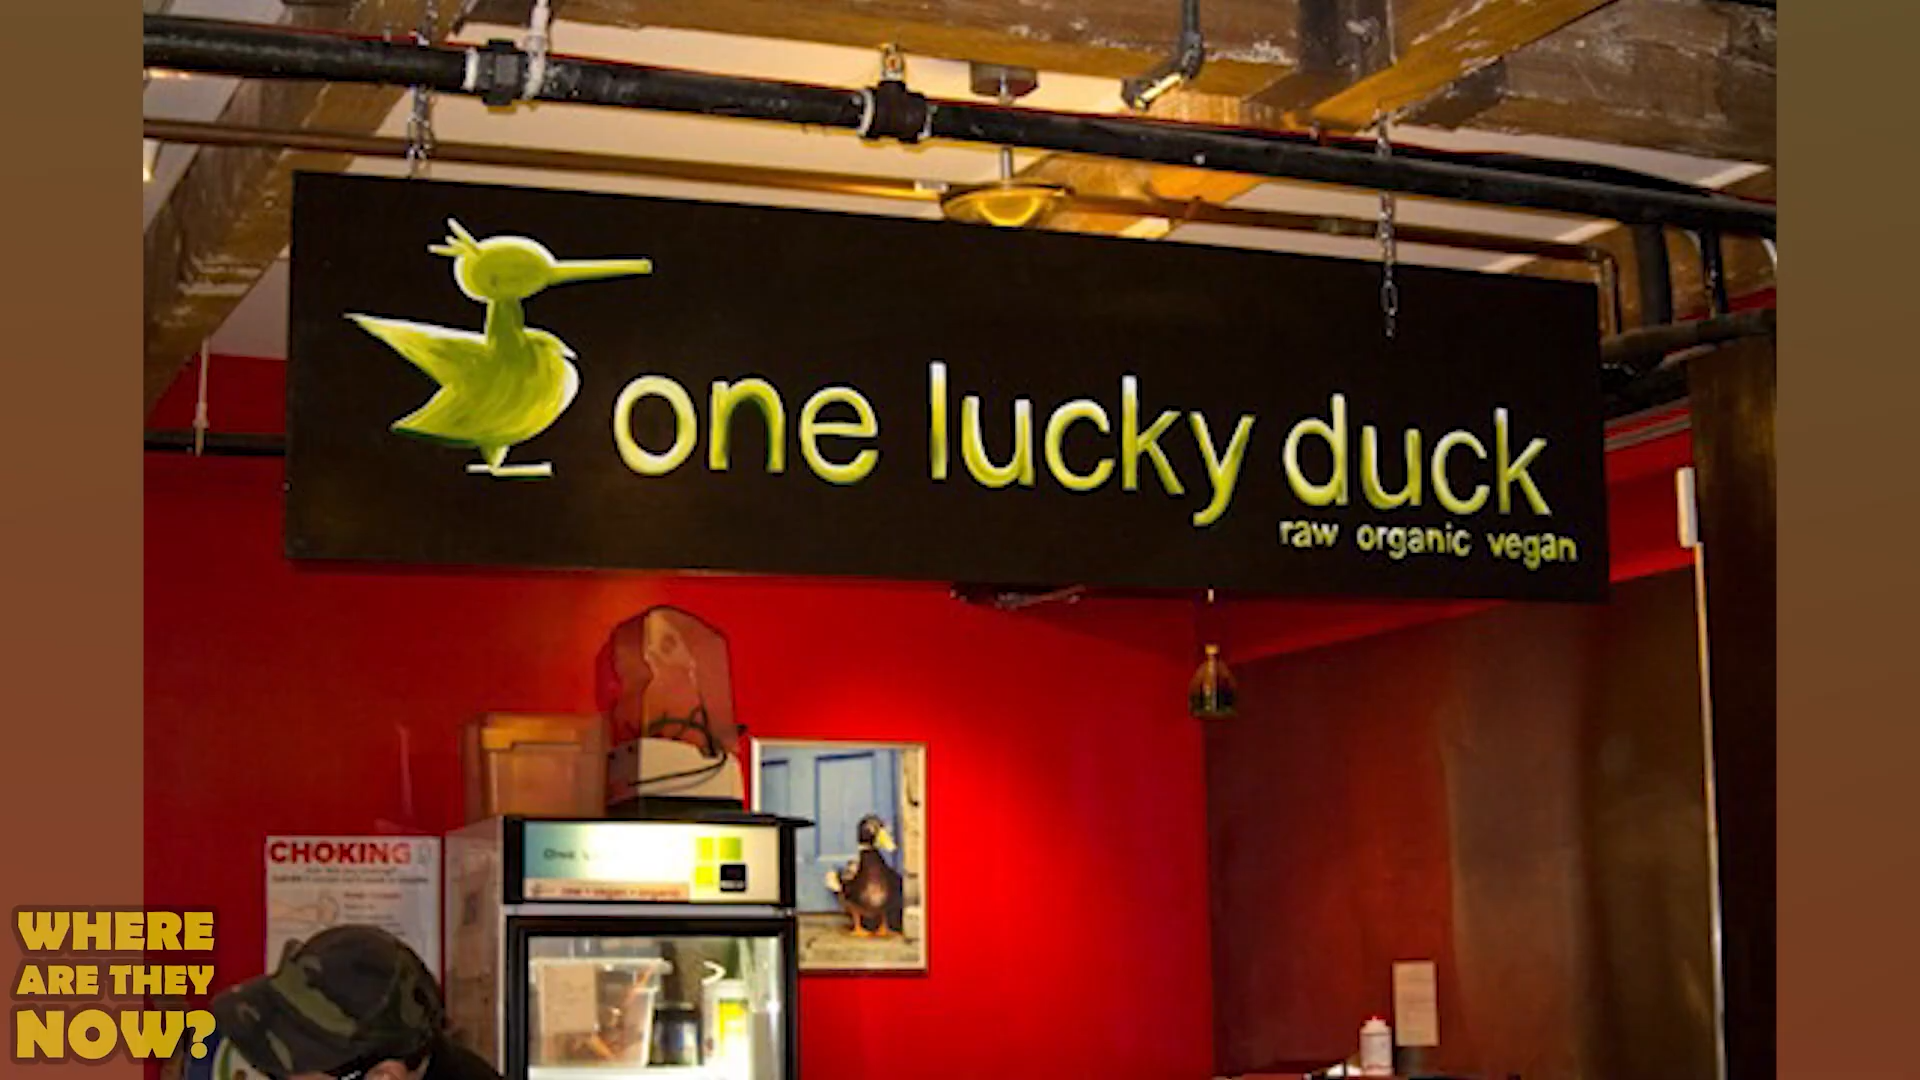 one lucky duck
raw organic vegan
CHOKING
WHERE
ARE THEY
NOW?